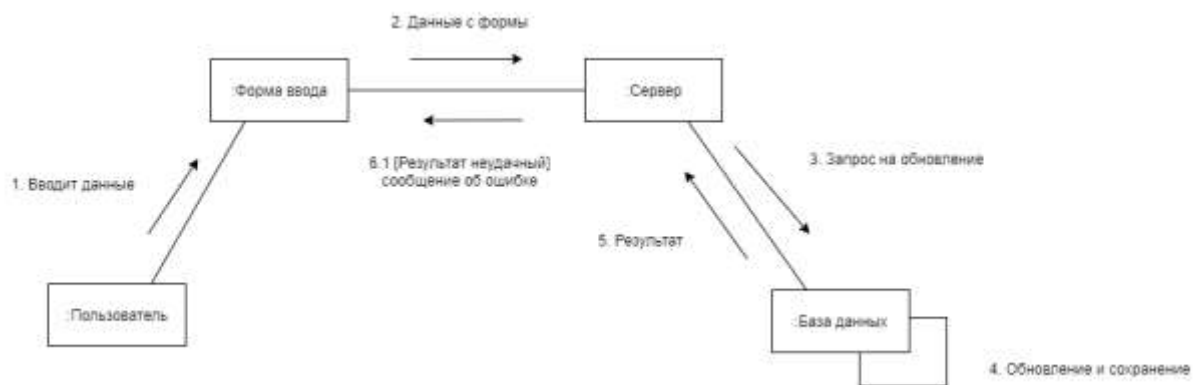 2. Данные с формы
:Форма ввода
:Сервер
6.1 [Результат неудачный]
сообщение об ошибке
3. Запрос на обновление
1. Вводит данные
5. Результат
:Пользователь
:База данных
4. Обновление и сохранение